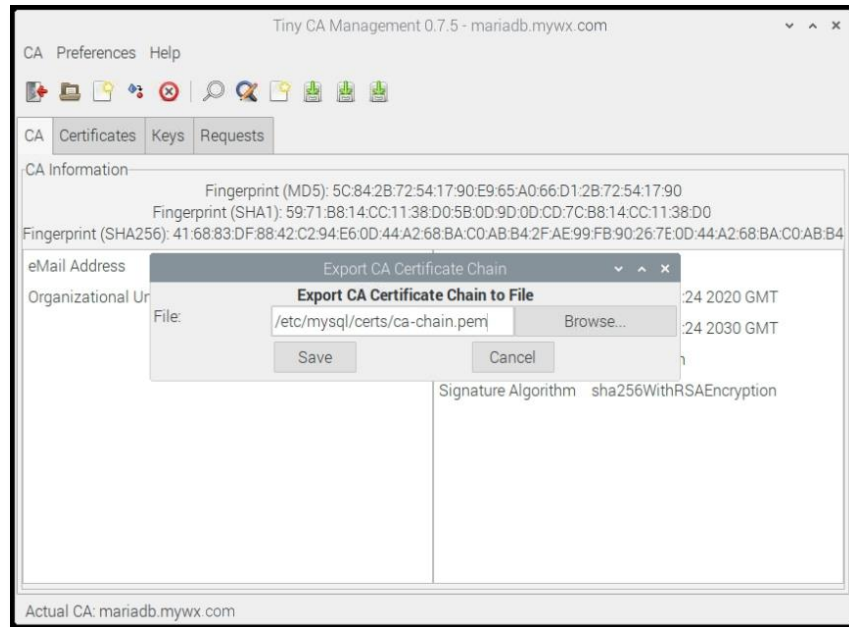 Tiny CA Management 0.7.5 - mariadb.mywx.com
CA Preferences Help
CA Certificates Keys Requests
CA Information
Fingerprint (MD5): 5C:84:2B:72:54:17:90:E9:65:A0:66:D1:2B:72:54:17:90
Fingerprint (SHA1): 59:71:B8:14:CC:11:38:D0:5B:0D:9D:0D:CD:7C:B8:14:CC:11:38:D0
Fingerprint (SHA256): 41:68:83:DF:88:42:C2:94:E6:0D:44:A2:68:BA:C0:AB:B4:2F:AE:99:FB:90:26:7E:0D:44:A2:68:BA:C0:AB:B4
eMail Address
Export CA Certificate Chain
Organizational Ur
Export CA Certificate Chain to File
:24 2020 GMT
File:
/etc/mysql/certs/ca-chain.pem
Browse...
:24 2030 GMT
Save Cancel
Signature Algorithm sha256WithRSAEncryption
Actual CA: mariadb.mywx.com